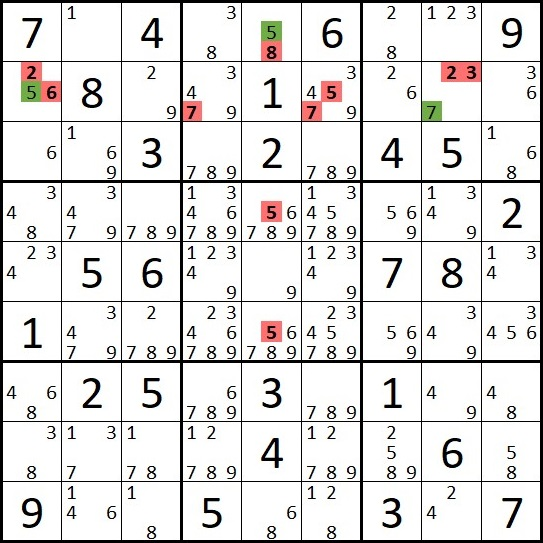 1 3 2 1 2 3
7 4 5 6 9
8 8 8
2 2 3 3 2 2 3 3
5 6 8 4 1 4 5 6 6
9 7 9 7 9 7
1 1
6 6 3 2 4 5 6
9 7 8 9 7 8 9 8
3 3 1 3 1 3 1 3
4 4 4 6 5 6 4 5 5 6 4 2
8 7 9 7 8 9 7 8 9 7 8 9 7 8 9 9 9
2 3 1 2 3 1 2 3 1 3
4 5 6 4 4 7 8 4
9 9 9
3 2 2 3 2 3 3 3
1 4 4 6 5 6 4 5 5 6 4 4 5 6
7 9 7 8 9 7 8 9 7 8 9 7 8 9 9 9
4 6 2 5 6 3 1 4 4
8 7 8 9 7 8 9 9 8
3 1 3 1 1 2 1 2 2
4 5 6 5
8 7 7 8 7 8 9 7 8 9 8 9 8
1 1 1 2 2
9 4 6 5 6 3 4 7
8 8 8